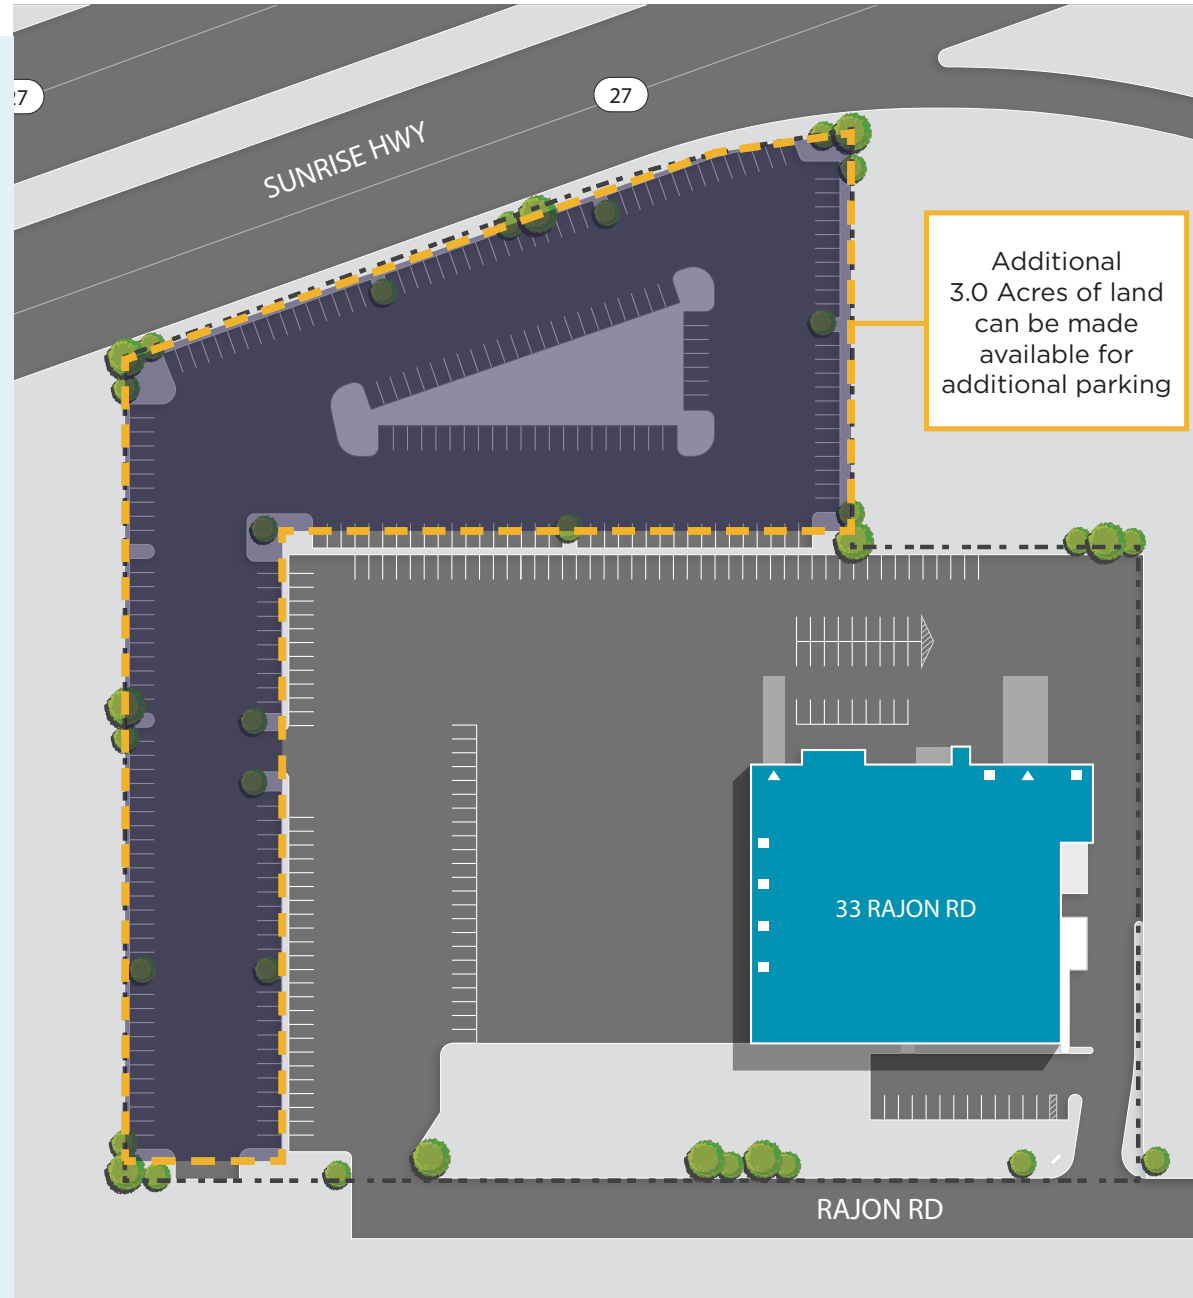 27
27
SUNRISE HWY
Additional
3.0 Acres of land
can be made
available for
additional parking
33 RAJON RD
RAJON RD